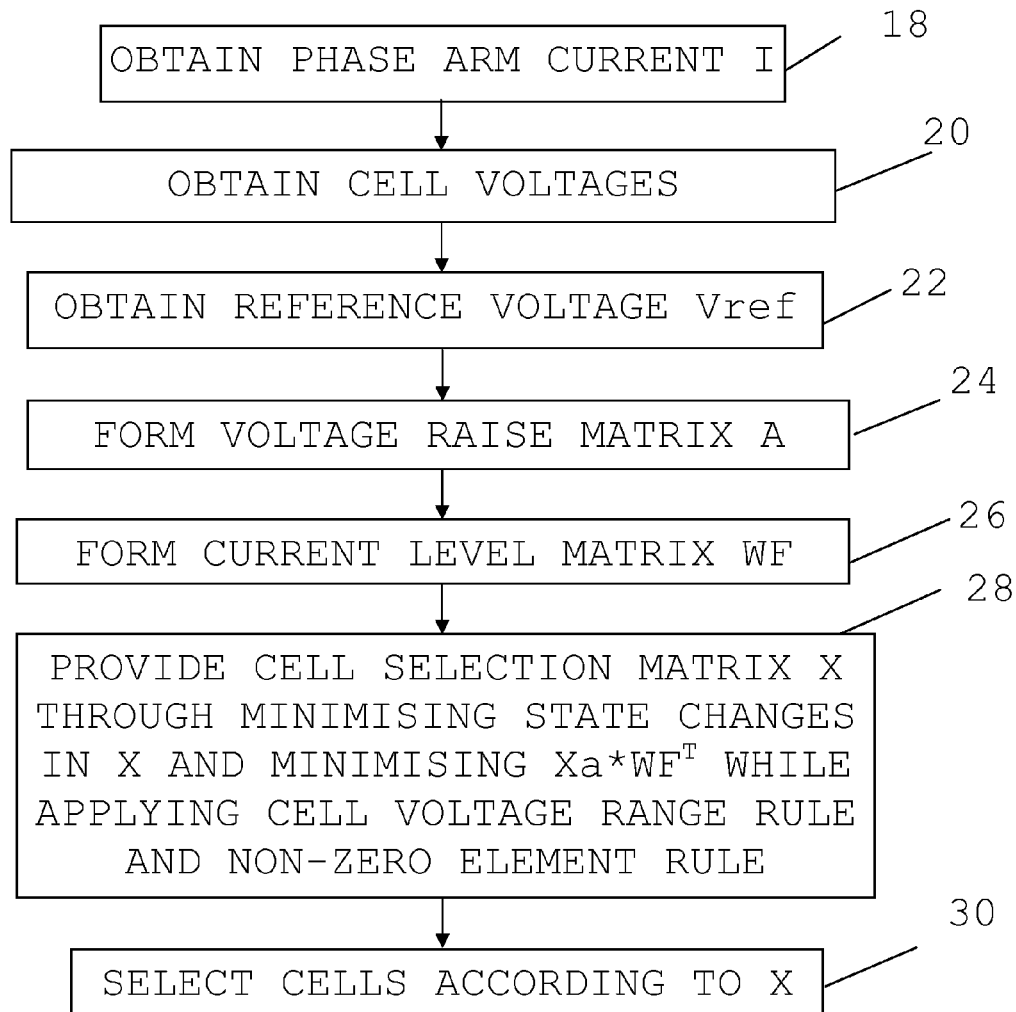 18
OBTAIN PHASE ARM CURRENT I
20
OBTAIN CELL VOLTAGES
22
OBTAIN REFERENCE VOLTAGE Vref
24
FORM VOLTAGE RAISE MATRIX A
26
FORM CURRENT LEVEL MATRIX WF
28
PROVIDE CELL SELECTION MATRIX X
THROUGH MINIMISING STATE CHANGES
IN X AND MINIMISING Xa*WFᵀ WHILE
APPLYING CELL VOLTAGE RANGE RULE
AND NON-ZERO ELEMENT RULE
30
SELECT CELLS ACCORDING TO X